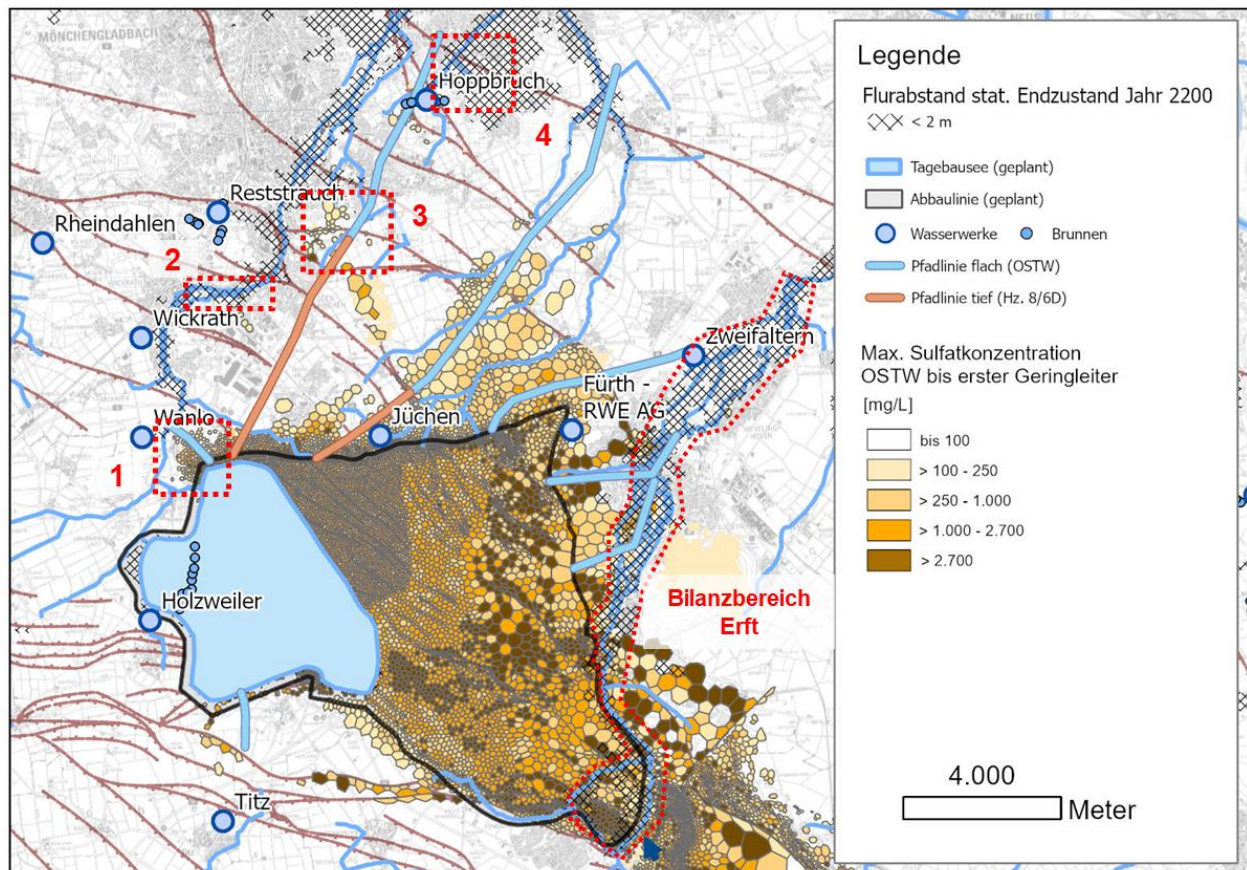 MÖNCHENGLADBACH
Hoppbruch
4
Reststrauch
Rheindahlen
3
2
Wickrath
Zweifaltern
Fürth -
RWE AG
Wanlo
Jüchen
1
Bilanzbereich
Erft
Holzweiler
Titz
Legende
Flurabstand stat. Endzustand Jahr 2200
< 2 m
Tagebausee (geplant)
Abbaulinie (geplant)
Wasserwerke
Brunnen
Pfadlinie flach (OSTW)
Pfadlinie tief (Hz. 8/6D)
Max. Sulfatkonzentration
OSTW bis erster Geringleiter
[mg/L]
bis 100
> 100 - 250
> 250 - 1.000
> 1.000 - 2.700
> 2.700
4.000
Meter